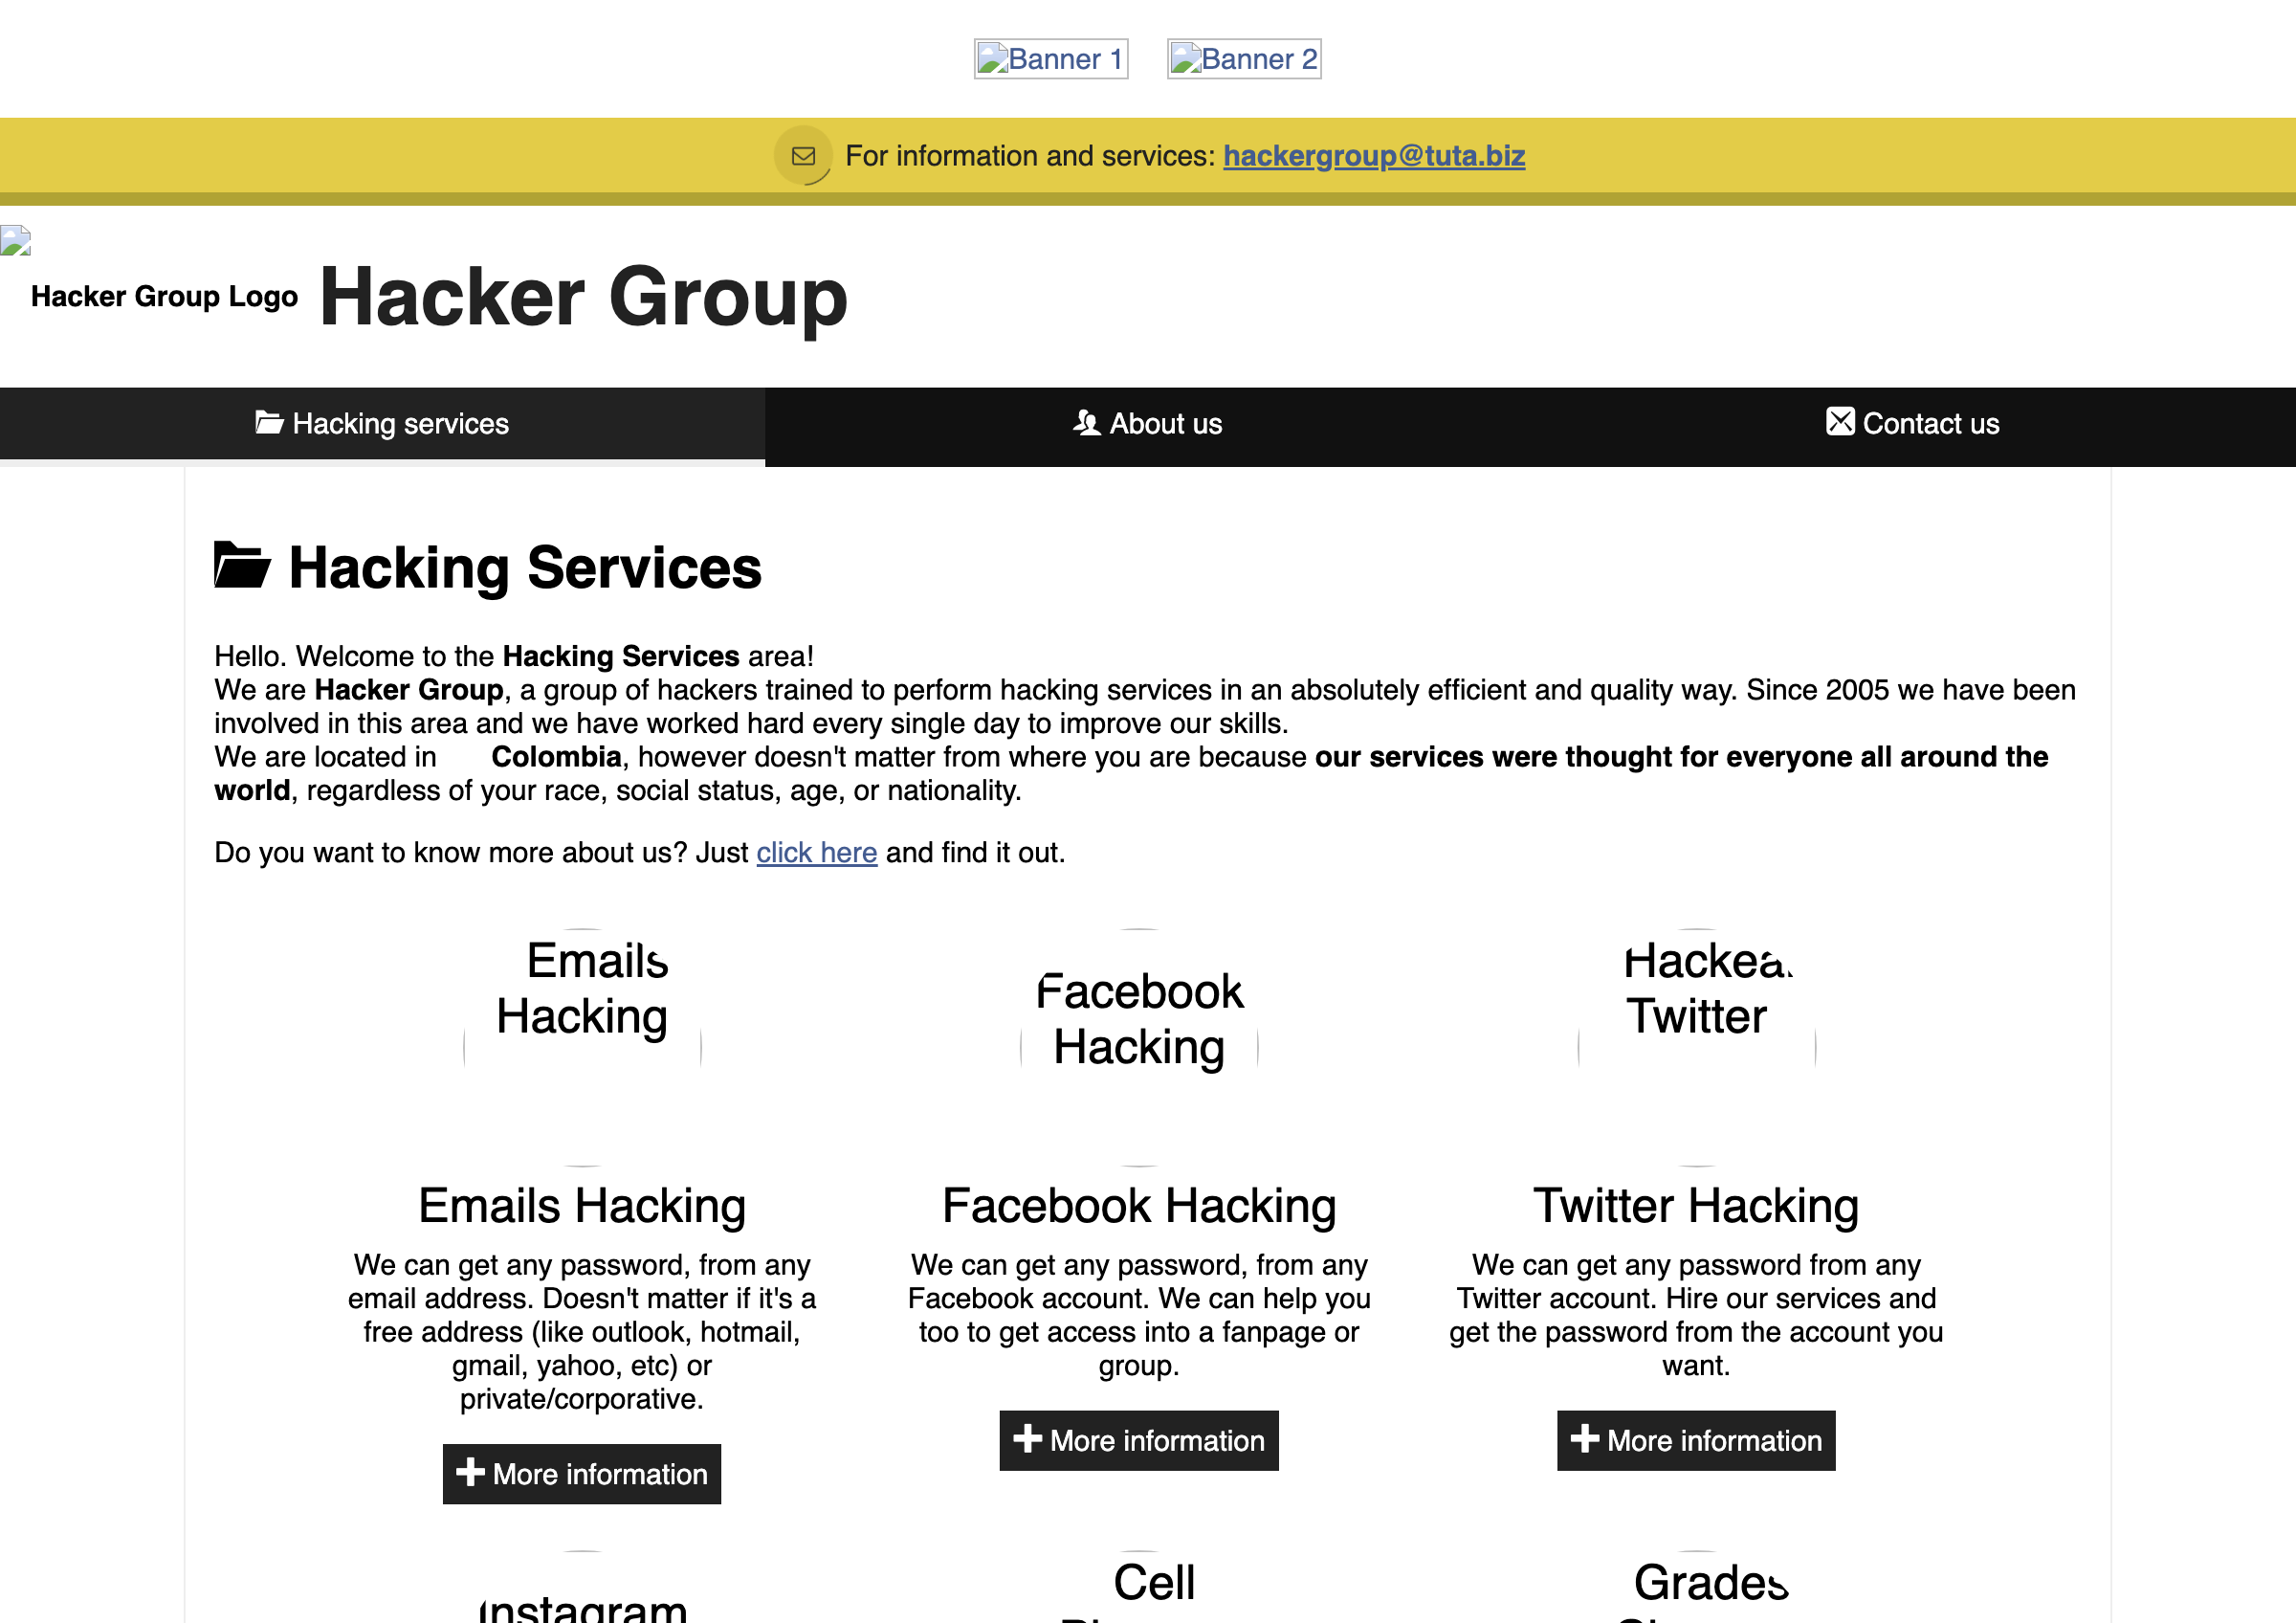 Banner 1 Banner 2
For information and services: hackergroup@tuta.biz
Hacker Group Logo Hacker Group
Hacking services About us Contact us
Hacking Services
Hello. Welcome to the Hacking Services area!
We are Hacker Group, a group of hackers trained to perform hacking services in an absolutely efficient and quality way. Since 2005 we have been
involved in this area and we have worked hard every single day to improve our skills.
We are located in Colombia, however doesn't matter from where you are because our services were thought for everyone all around the
world, regardless of your race, social status, age, or nationality.
Do you want to know more about us? Just click here and find it out.
Emails
Hacking
Facebook
Hacking
Hackear
Twitter
Emails Hacking
We can get any password, from any
email address. Doesn't matter if it's a
free address (like outlook, hotmail,
gmail, yahoo, etc) or
private/corporative.
More information
Facebook Hacking
We can get any password, from any
Facebook account. We can help you
too to get access into a fanpage or
group.
More information
Twitter Hacking
We can get any password from any
Twitter account. Hire our services and
get the password from the account you
want.
More information
Instagram
Cell
Grades